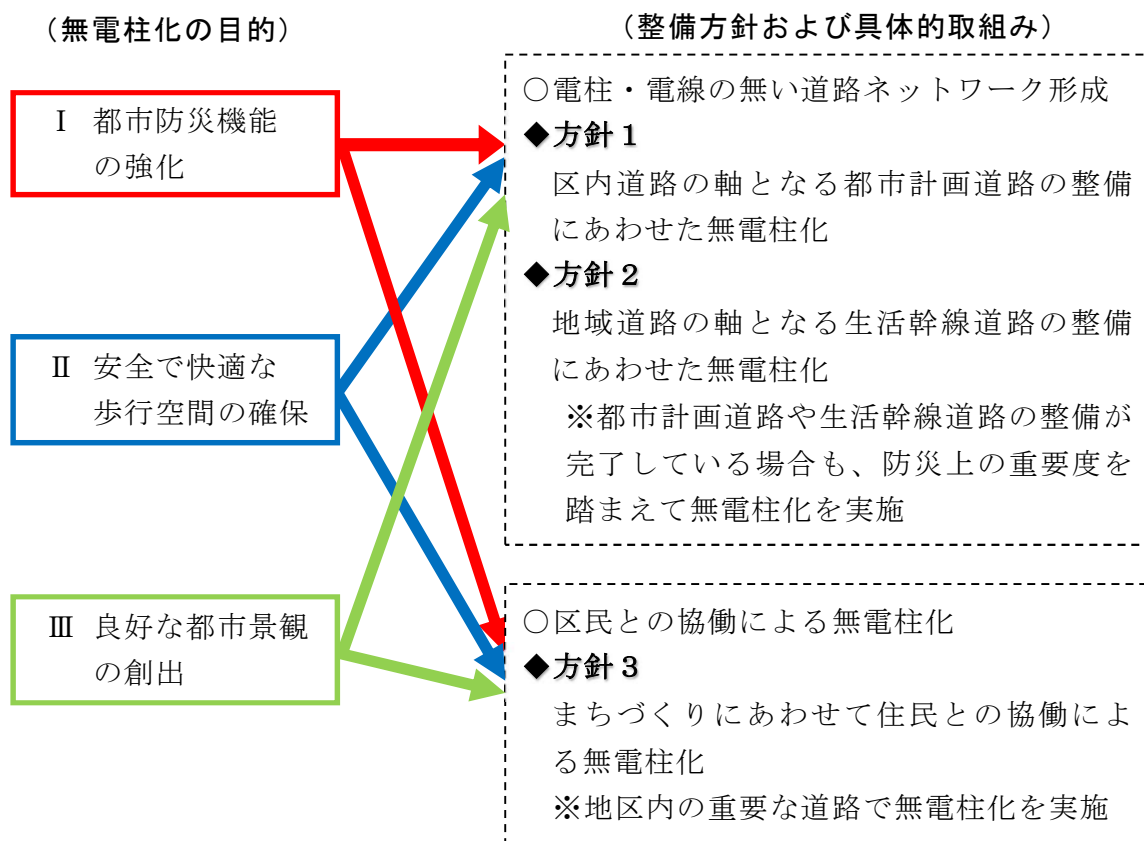 (無電柱化の目的)
Ⅰ 都市防災機能
の強化
Ⅱ 安全で快適な
歩行空間の確保
Ⅲ 良好な都市景観
の創出
(整備方針および具体的取組み)
○電柱・電線の無い道路ネットワーク形成
◆方針1
区内道路の軸となる都市計画道路の整備
にあわせた無電柱化
◆方針2
地域道路の軸となる生活幹線道路の整備
にあわせた無電柱化
※都市計画道路や生活幹線道路の整備が
完了している場合も、防災上の重要度を
踏まえて無電柱化を実施
○区民との協働による無電柱化
◆方針3
まちづくりにあわせて住民との協働によ
る無電柱化
※地区内の重要な道路で無電柱化を実施